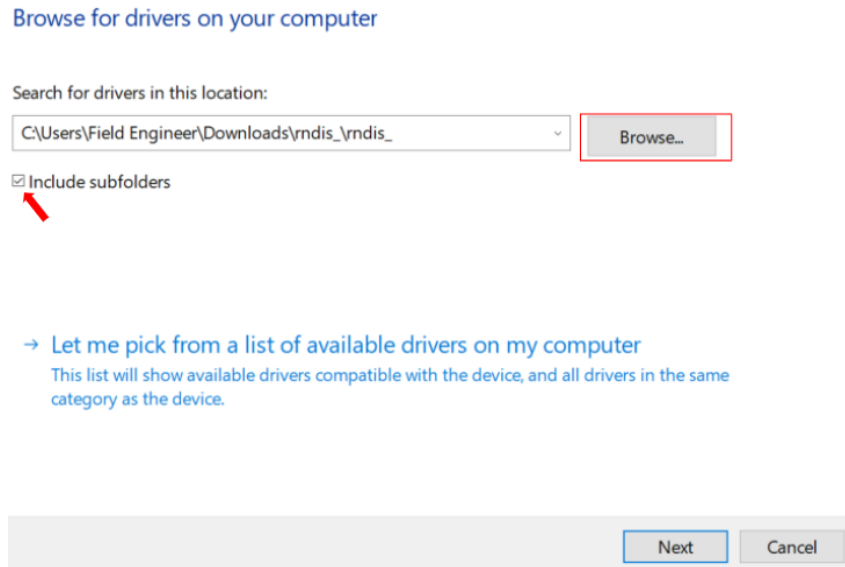 Browse for drivers on your computer
Search for drivers in this location:
C:\Users\Field Engineer\Downloads\rndis_\rndis_
Browse...
Include subfolders
→ Let me pick from a list of available drivers on my computer
This list will show available drivers compatible with the device, and all drivers in the same
category as the device.
Next
Cancel